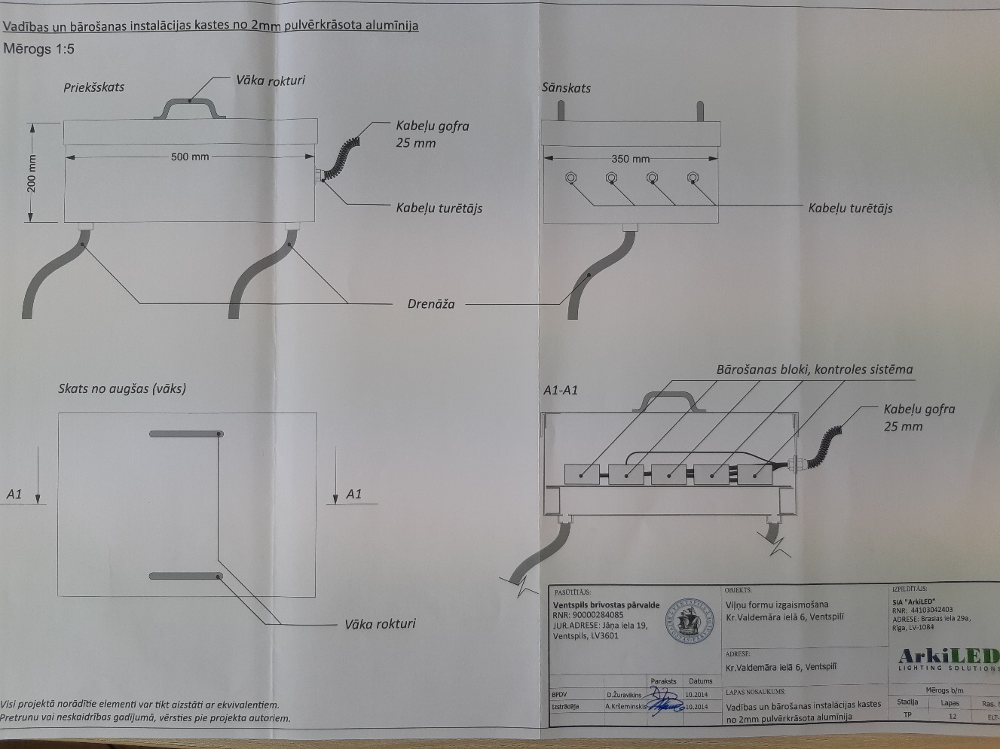 Vadības un bārošanas instalācijas kastes no 2mm pulvērkrāsota alumīnija
Mērogs 1:5
Priekšskats
Vāka rokturi
Sānskats
Kabeļu gofra
25 mm
200 mm
500 mm
350 mm
Kabeļu turētājs
Kabeļu turētājs
Drenāža
Skats no augšas (vāks)
A1-A1
Bārošanas bloki, kontroles sistēma
Kabeļu gofra
25 mm
A1
A1
Vāka rokturi
PASŪTĪTĀJS:
Ventspils brīvostas pārvalde
RNR: 90000284085
JUR.ADRESE: Jāņa iela 19,
Ventspils, LV3601
Paraksts Datums
BPDV D.Žuravļkins 10.2014
Izstrādāja A.Kršeminskis 10.2014
OBJEKTS:
Viļņu formu izgaismošana
Kr.Valdemāra ielā 6, Ventspilī
ADRESE:
Kr.Valdemāra ielā 6, Ventspilī
LAPAS NOSAUKUMS:
Vadības un bārošanas instalācijas kastes
no 2mm pulvērkrāsota alumīnija
IZPILDĪTĀJS:
SIA "ArkiLED"
RNR: 44103042403
ADRESE: Braslas iela 29a,
Rīga, LV-1084
ArkiLED
LIGHTING SOLUTIONS
Mērogs b/m
Stadija Lapas Ras.
TP 12 ELT-
Visi projektā norādītie elementi var tikt aizstāti ar ekvivalentiem.
Pretrunu vai neskaidrības gadījumā, vērsties pie projekta autoriem.